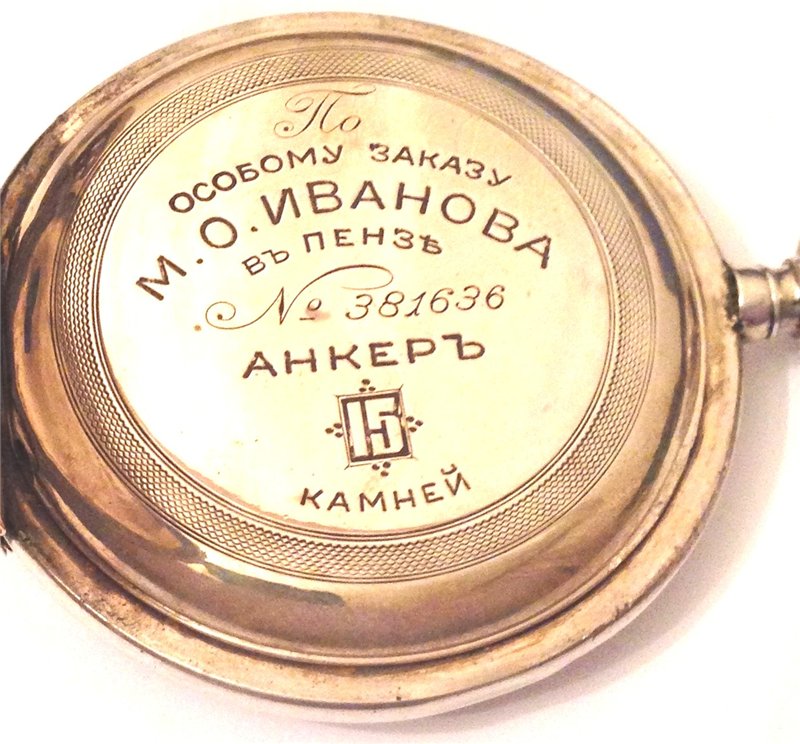 По
ОСОБОМУ ЗАКАЗУ
М.О.ИВАНОВА
ВЪ ПЕНЗѢ
№ 381636
АНКЕРЪ
15
КАМНЕЙ